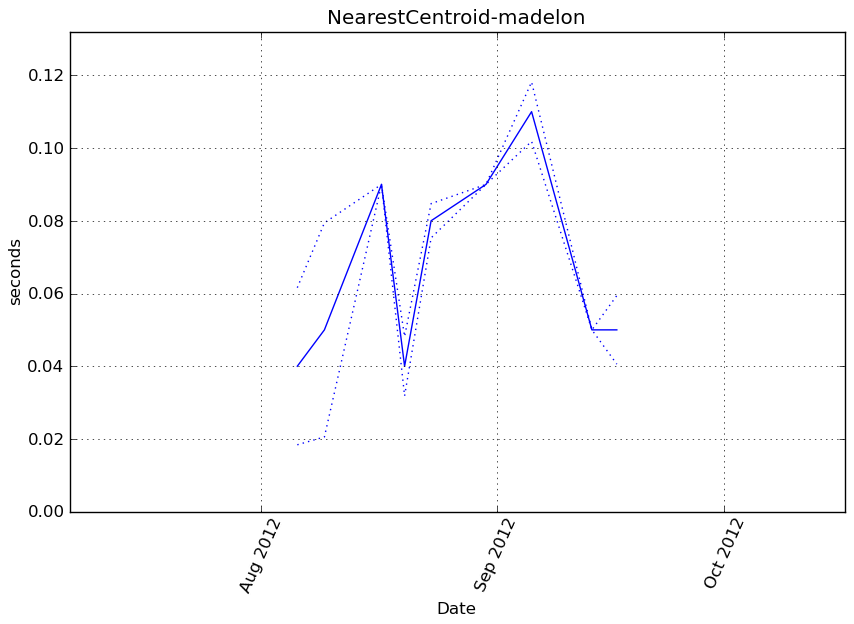 NearestCentroid-madelon
0.12
0.10
0.08
0.06
0.04
0.02
0.00
seconds
Aug 2012
Sep 2012
Oct 2012
Date